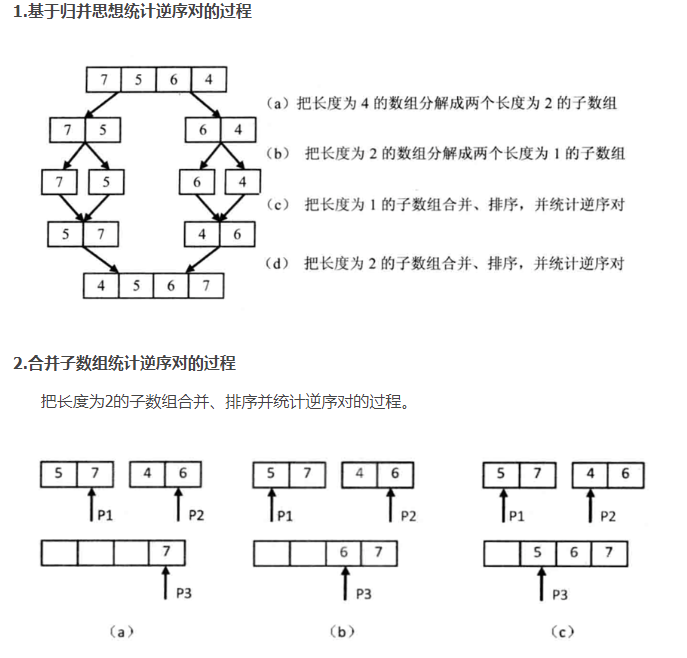 1.基于归并思想统计逆序对的过程
7 5 6 4
(a) 把长度为 4 的数组分解成两个长度为 2 的子数组
7 5 6 4
(b) 把长度为 2 的数组分解成两个长度为 1 的子数组
7 5 6 4
(c) 把长度为 1 的子数组合并、排序，并统计逆序对
5 7 4 6
(d) 把长度为 2 的子数组合并、排序，并统计逆序对
4 5 6 7
2.合并子数组统计逆序对的过程
把长度为2的子数组合并、排序并统计逆序对的过程。
5 7 4 6 5 7 4 6 5 7 4 6
P1 P2 P1 P2 P1 P2
7 6 7 5 6 7
P3 P3 P3
(a) (b) (c)